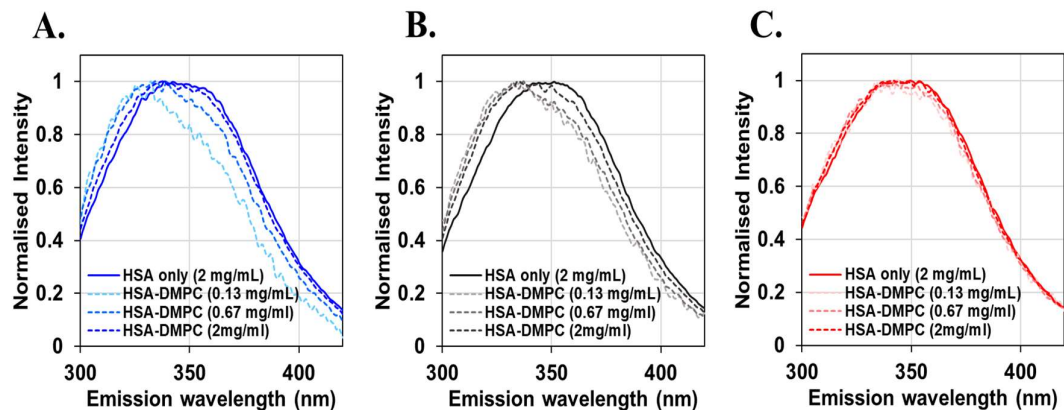 A.
B.
C.
Normalised Intensity
1
0.8
0.6
0.4
0.2
0
HSA only (2 mg/mL)
HSA-DMPC (0.13 mg/mL)
HSA-DMPC (0.67 mg/ml)
HSA-DMPC (2mg/ml)
300
350
400
Emission wavelength (nm)
Normalised Intensity
1
0.8
0.6
0.4
0.2
0
HSA only (2 mg/mL)
HSA-DMPC (0.13 mg/mL)
HSA-DMPC (0.67 mg/ml)
HSA-DMPC (2mg/ml)
300
350
400
Emission wavelength (nm)
Normalised Intensity
1
0.8
0.6
0.4
0.2
0
HSA only (2 mg/mL)
HSA-DMPC (0.13 mg/mL)
HSA-DMPC (0.67 mg/ml)
HSA-DMPC (2mg/ml)
300
350
400
Emission wavelength (nm)